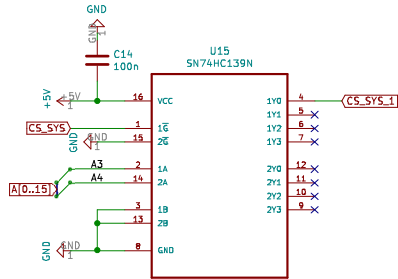 GND
GND
1
C14
100n
U15
SN74HC139N
+5V
+5V
1
16
VCC
1Y0
4
CS_SYS_1
1Y1
5
CS_SYS
1
1G
1Y2
6
GND
GND
1
15
2G
1Y3
7
A3
2
1A
2Y0
12
A[0..15]
A4
14
2A
2Y1
11
2Y2
10
3
1B
2Y3
9
13
2B
GND
GND
1
8
GND